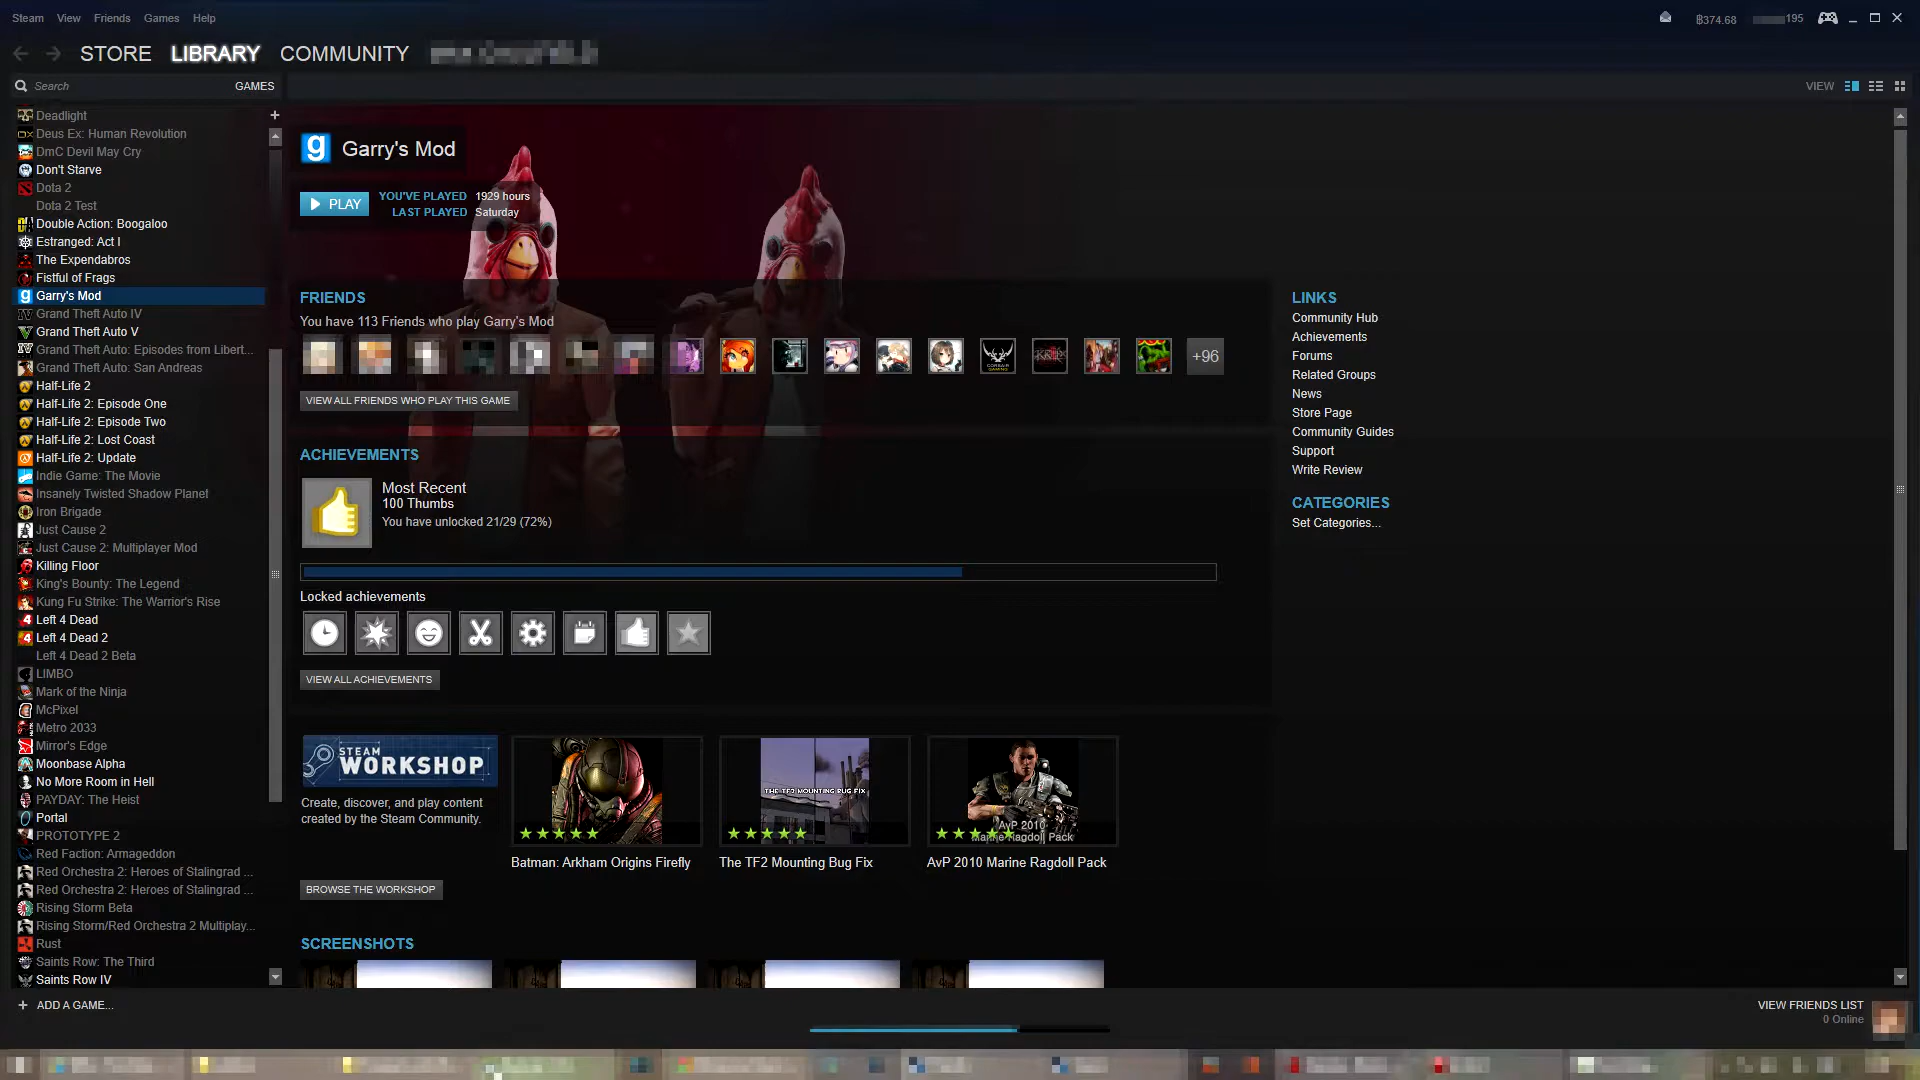 Steam View Friends Games Help
฿374.68 195
STORE LIBRARY COMMUNITY
Search GAMES
VIEW
Deadlight
Deus Ex: Human Revolution
DmC Devil May Cry
Don't Starve
Dota 2
Dota 2 Test
Double Action: Boogaloo
Estranged: Act I
The Expendabros
Fistful of Frags
Garry's Mod
Grand Theft Auto IV
Grand Theft Auto V
Grand Theft Auto: Episodes from Libert...
Grand Theft Auto: San Andreas
Half-Life 2
Half-Life 2: Episode One
Half-Life 2: Episode Two
Half-Life 2: Lost Coast
Half-Life 2: Update
Indie Game: The Movie
Insanely Twisted Shadow Planet
Iron Brigade
Just Cause 2
Just Cause 2: Multiplayer Mod
Killing Floor
King's Bounty: The Legend
Kung Fu Strike: The Warrior's Rise
Left 4 Dead
Left 4 Dead 2
Left 4 Dead 2 Beta
LIMBO
Mark of the Ninja
McPixel
Metro 2033
Mirror's Edge
Moonbase Alpha
No More Room in Hell
PAYDAY: The Heist
Portal
PROTOTYPE 2
Red Faction: Armageddon
Red Orchestra 2: Heroes of Stalingrad ...
Red Orchestra 2: Heroes of Stalingrad ...
Rising Storm Beta
Rising Storm/Red Orchestra 2 Multiplay...
Rust
Saints Row: The Third
Saints Row IV
+ ADD A GAME...
g Garry's Mod
PLAY
YOU'VE PLAYED 1929 hours
LAST PLAYED Saturday
FRIENDS
You have 113 Friends who play Garry's Mod
+96
VIEW ALL FRIENDS WHO PLAY THIS GAME
ACHIEVEMENTS
Most Recent
100 Thumbs
You have unlocked 21/29 (72%)
Locked achievements
VIEW ALL ACHIEVEMENTS
STEAM
WORKSHOP
Create, discover, and play content
created by the Steam Community.
BROWSE THE WORKSHOP
Batman: Arkham Origins Firefly
THE TF2 MOUNTING BUG FIX
The TF2 Mounting Bug Fix
AvP 2010
Marine Ragdoll Pack
AvP 2010 Marine Ragdoll Pack
SCREENSHOTS
LINKS
Community Hub
Achievements
Forums
Related Groups
News
Store Page
Community Guides
Support
Write Review
CATEGORIES
Set Categories...
VIEW FRIENDS LIST
0 Online